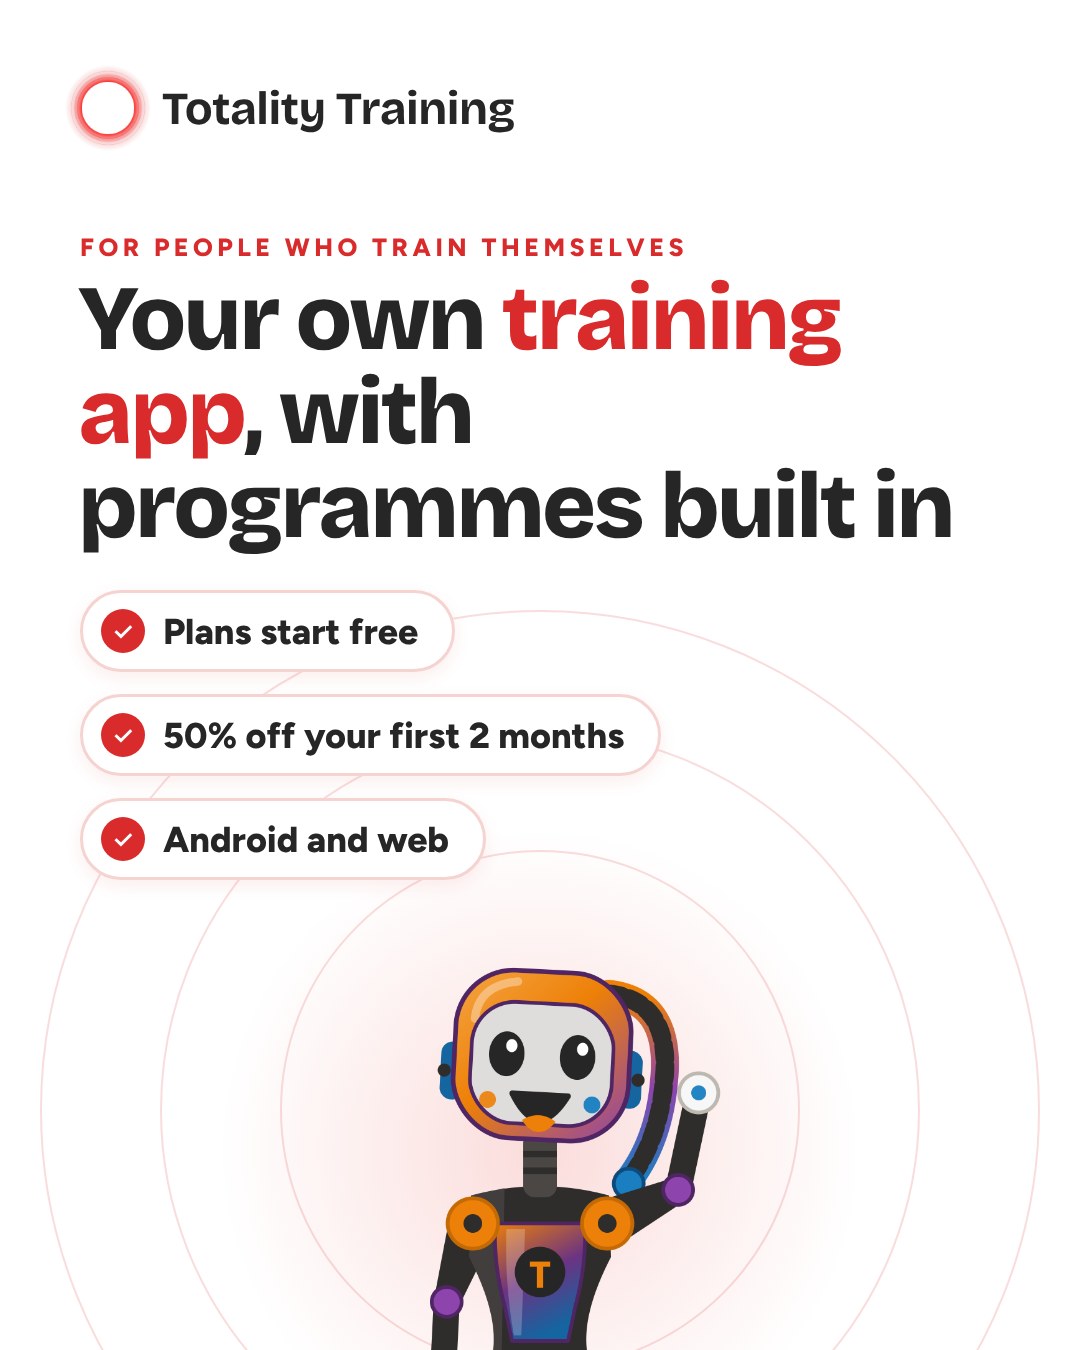 Totality Training
FOR PEOPLE WHO TRAIN THEMSELVES
Your own training
app, with
programmes built in
Plans start free
50% off your first 2 months
Android and web
T